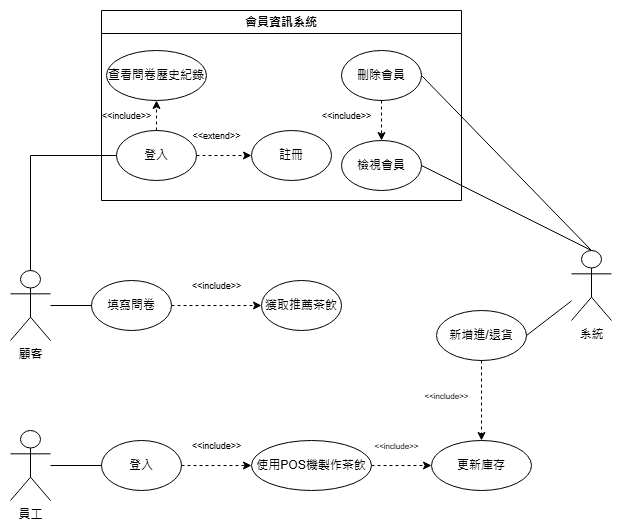 會員資訊系統
查看問卷歷史紀錄
刪除會員
<<include>>
<<include>>
<<extend>>
登入
註冊
檢視會員
<<include>>
填寫問卷
獲取推薦茶飲
顧客
系統
新增進/退貨
<<include>>
<<include>>
<<include>>
登入
使用POS機製作茶飲
更新庫存
員工